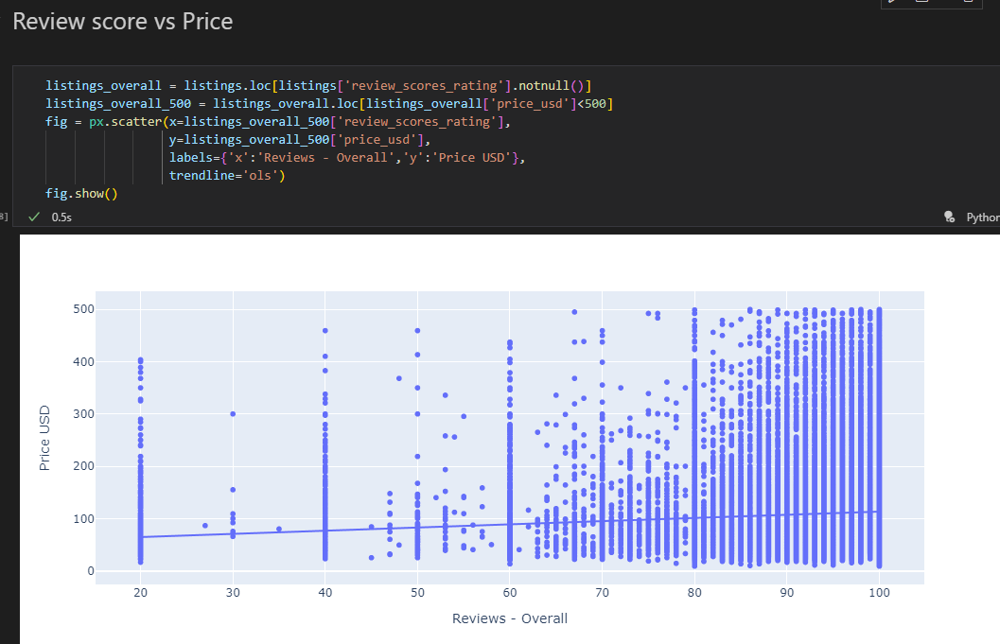 Review score vs Price
listings_overall = listings.loc[listings['review_scores_rating'].notnull()]
listings_overall_500 = listings_overall.loc[listings_overall['price_usd']<500]
fig = px.scatter(x=listings_overall_500['review_scores_rating'],
y=listings_overall_500['price_usd'],
labels={'x':'Reviews - Overall','y':'Price USD'},
trendline='ols')
fig.show()
8]
0.5s
Python
500
400
300
200
100
0
Price USD
20 30 40 50 60 70 80 90 100
Reviews - Overall